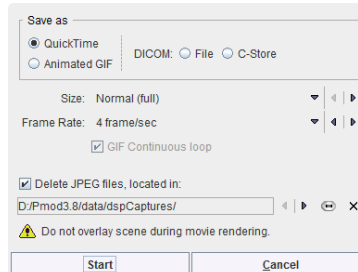 Save as
QuickTime
Animated GIF
DICOM: File C-Store
Size: Normal (full)
Frame Rate: 4 frame/sec
GIF Continuous loop
Delete JPEG files, located in:
D:/Pmod3.8/data/dspCaptures/
Do not overlay scene during movie rendering.
Start Cancel